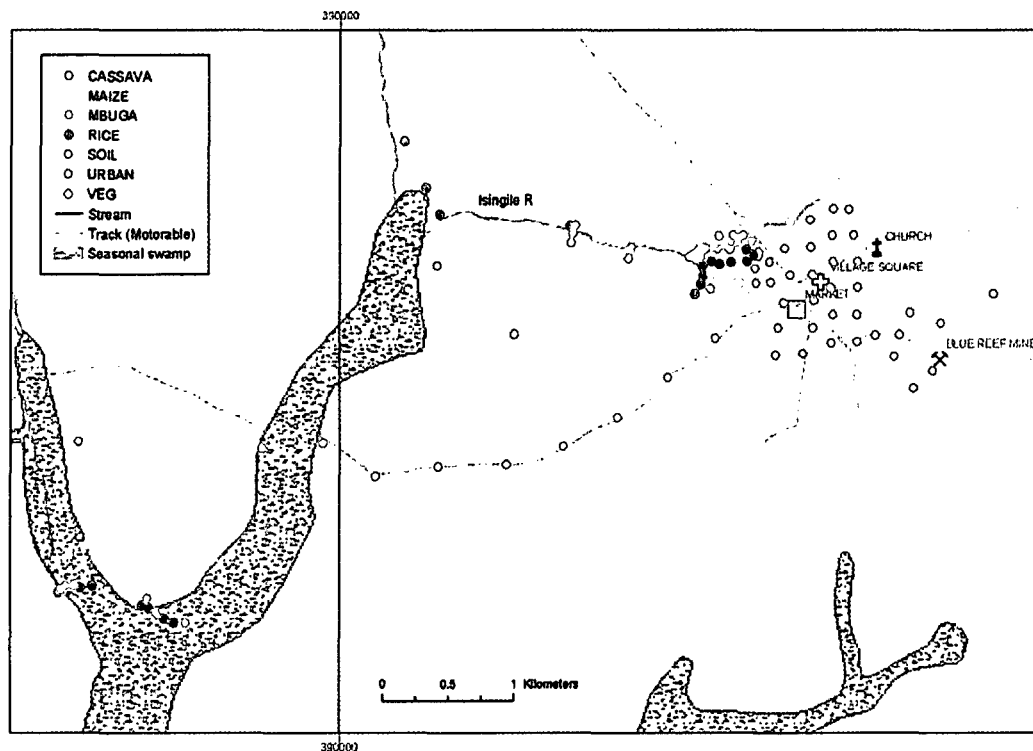 390000
CASSAVA
MAIZE
MBUGA
RICE
SOIL
URBAN
VEG
Stream
Track (Motorable)
Seasonal swamp
Isingile R
CHURCH
VILLAGE SQUARE
MARKET
BLUE REEF MINE
0 0.5 1 Kilometers
390000